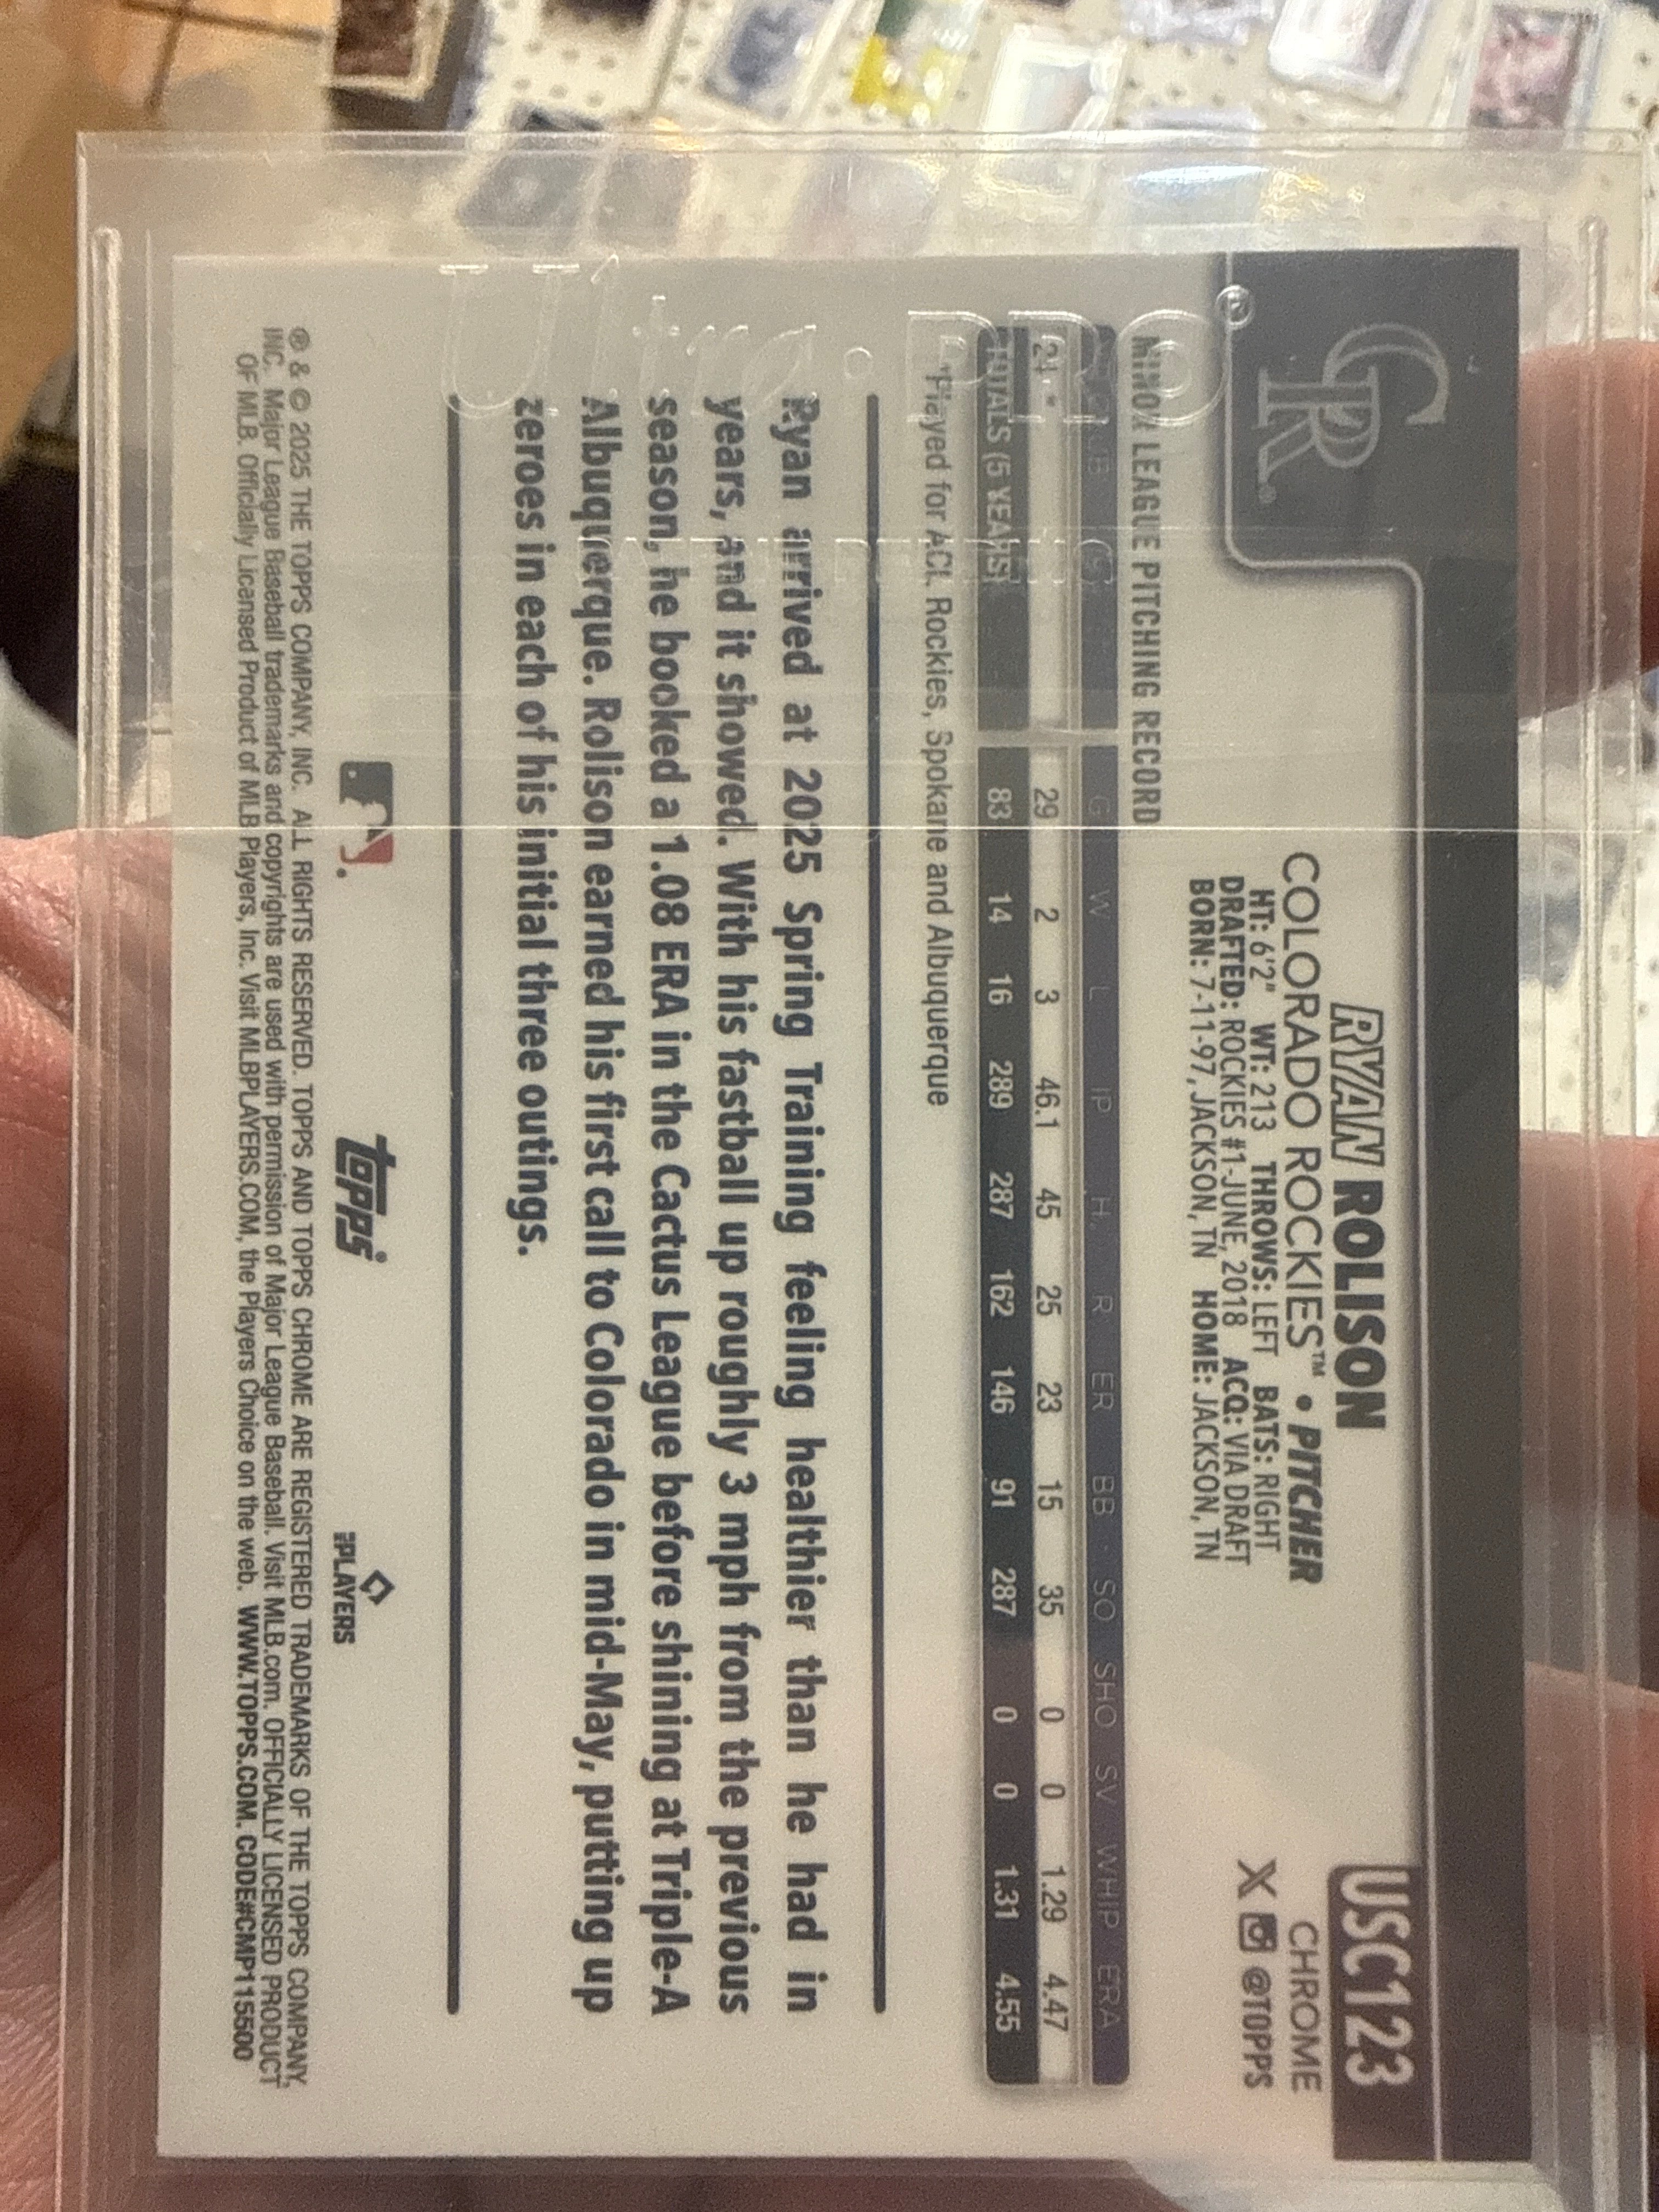 USC123
CHROME
@TOPPS
CR
RYAN ROLISON
COLORADO ROCKIES™ • PITCHER
HT: 6'2" WT: 213 THROWS: LEFT BATS: RIGHT
DRAFTED: ROCKIES #1-JUNE, 2018 ACQ: VIA DRAFT
BORN: 7-11-97, JACKSON, TN HOME: JACKSON, TN
MINOR LEAGUE PITCHING RECORD
G W L IP H R ER BB SO SHO SV WHIP ERA
29 2 3 46.1 45 25 23 15 35 0 0 1.29 4.47
TOTALS (5 YEARS) 83 14 16 289 287 162 146 91 287 0 0 1.31 4.55
*Played for ACL Rockies, Spokane and Albuquerque
Ryan arrived at 2025 Spring Training feeling healthier than he had in
years, and it showed. With his fastball up roughly 3 mph from the previous
season, he booked a 1.08 ERA in the Cactus League before shining at Triple-A
Albuquerque. Rolison earned his first call to Colorado in mid-May, putting up
zeroes in each of his initial three outings.
Ultra•PRO®
topps
PLAYERS
® & © 2025 THE TOPPS COMPANY, INC. ALL RIGHTS RESERVED. TOPPS AND TOPPS CHROME ARE REGISTERED TRADEMARKS OF THE TOPPS COMPANY,
INC. Major League Baseball trademarks and copyrights are used with permission of Major League Baseball. Visit MLB.com. OFFICIALLY LICENSED PRODUCT
OF MLB. Officially Licensed Product of MLB Players, Inc. Visit MLBPLAYERS.COM, the Players Choice on the web. WWW.TOPPS.COM. CODE#CMP115500